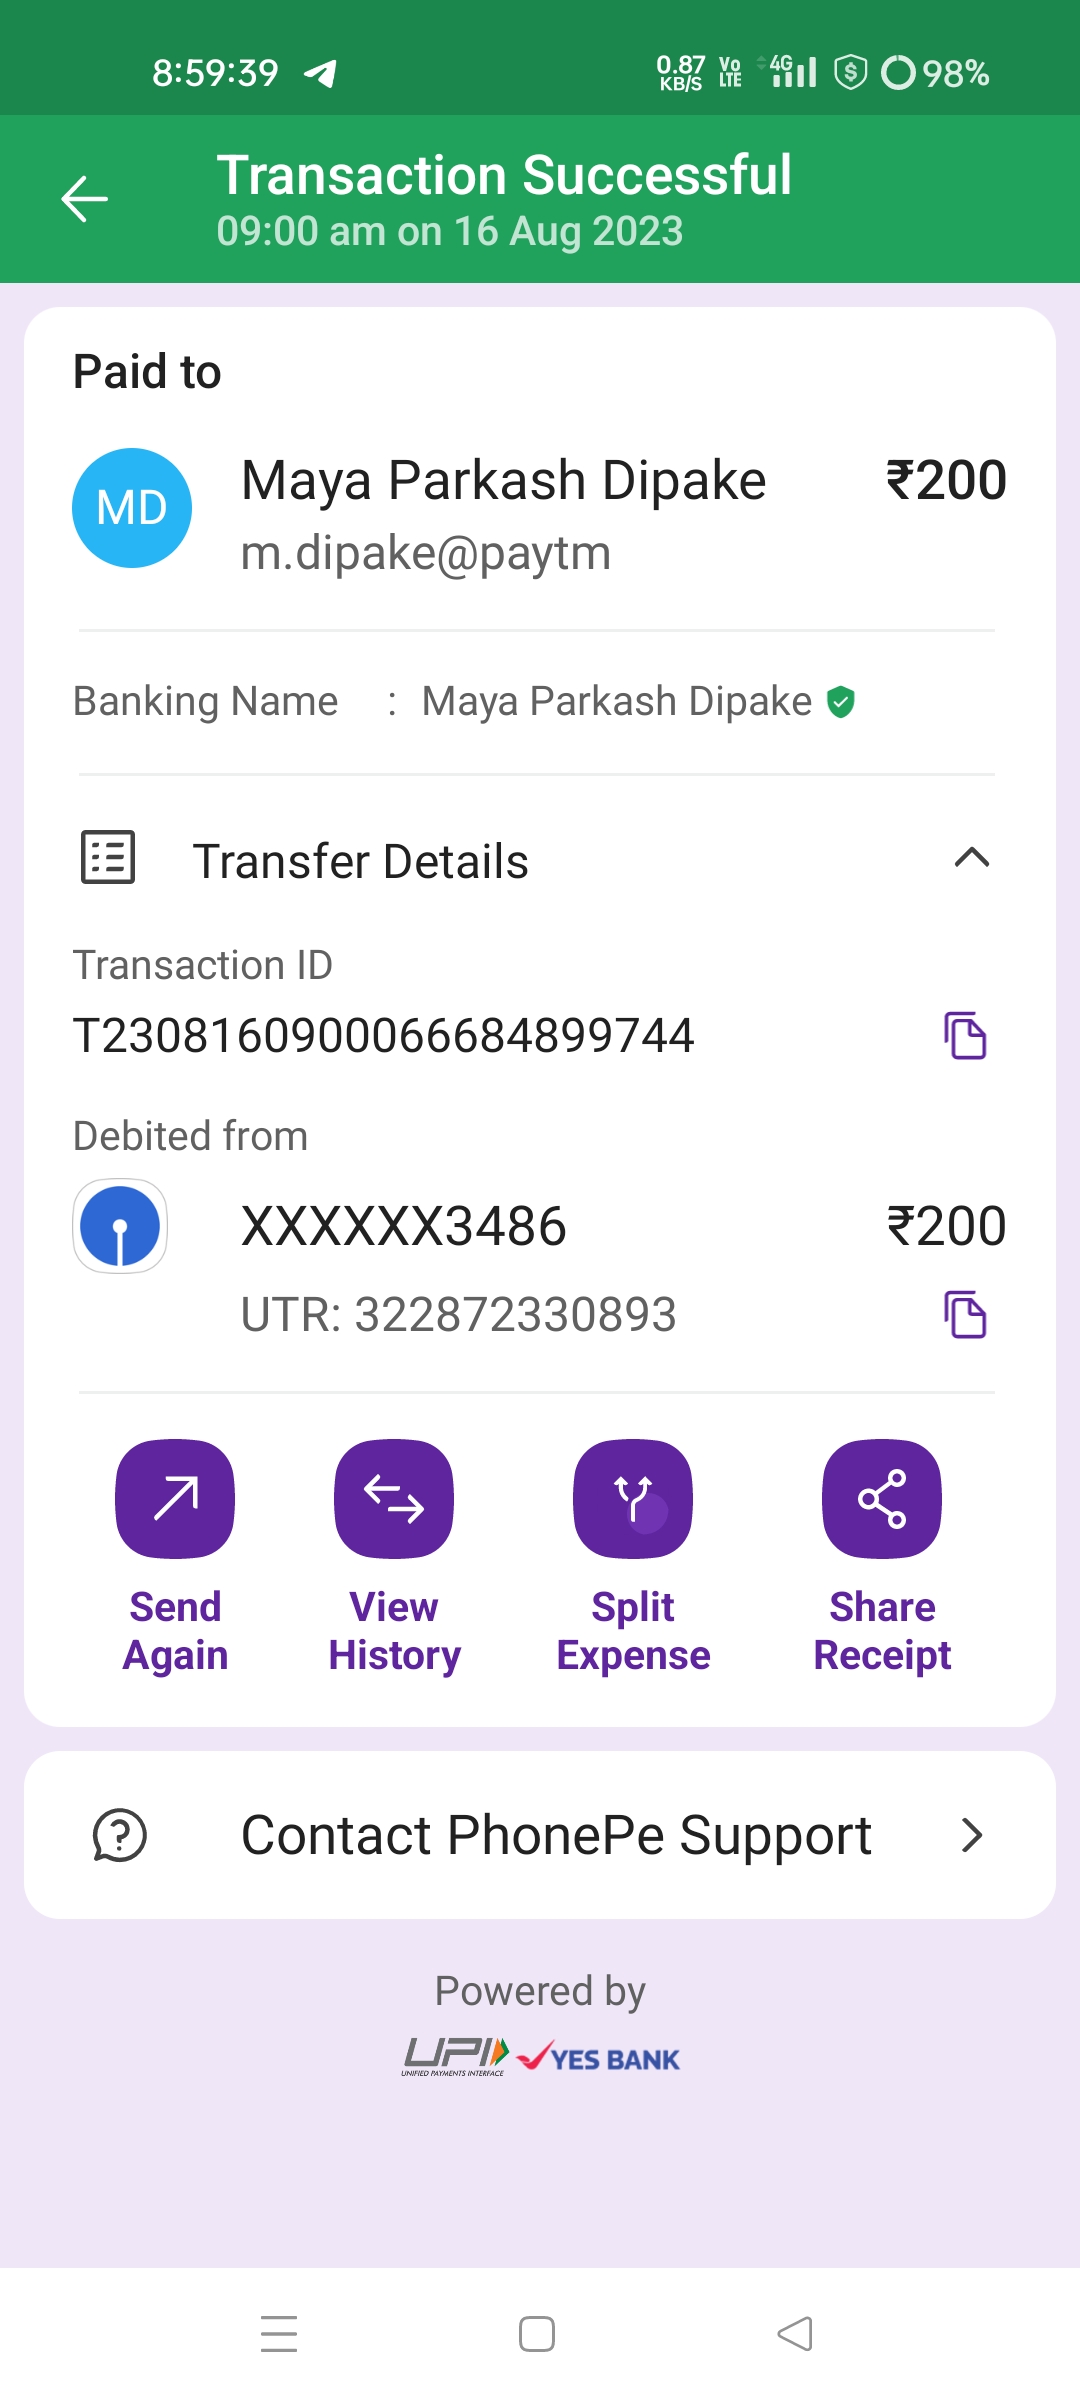 8:59:39 0.87 KB/S Vo LTE 4G 98%
Transaction Successful
09:00 am on 16 Aug 2023
Paid to
MD Maya Parkash Dipake ₹200
m.dipake@paytm
Banking Name : Maya Parkash Dipake
Transfer Details
Transaction ID
T2308160900066684899744
Debited from
XXXXXX3486 ₹200
UTR: 322872330893
Send Again
View History
Split Expense
Share Receipt
Contact PhonePe Support
Powered by
UPI YES BANK
UNIFIED PAYMENTS INTERFACE